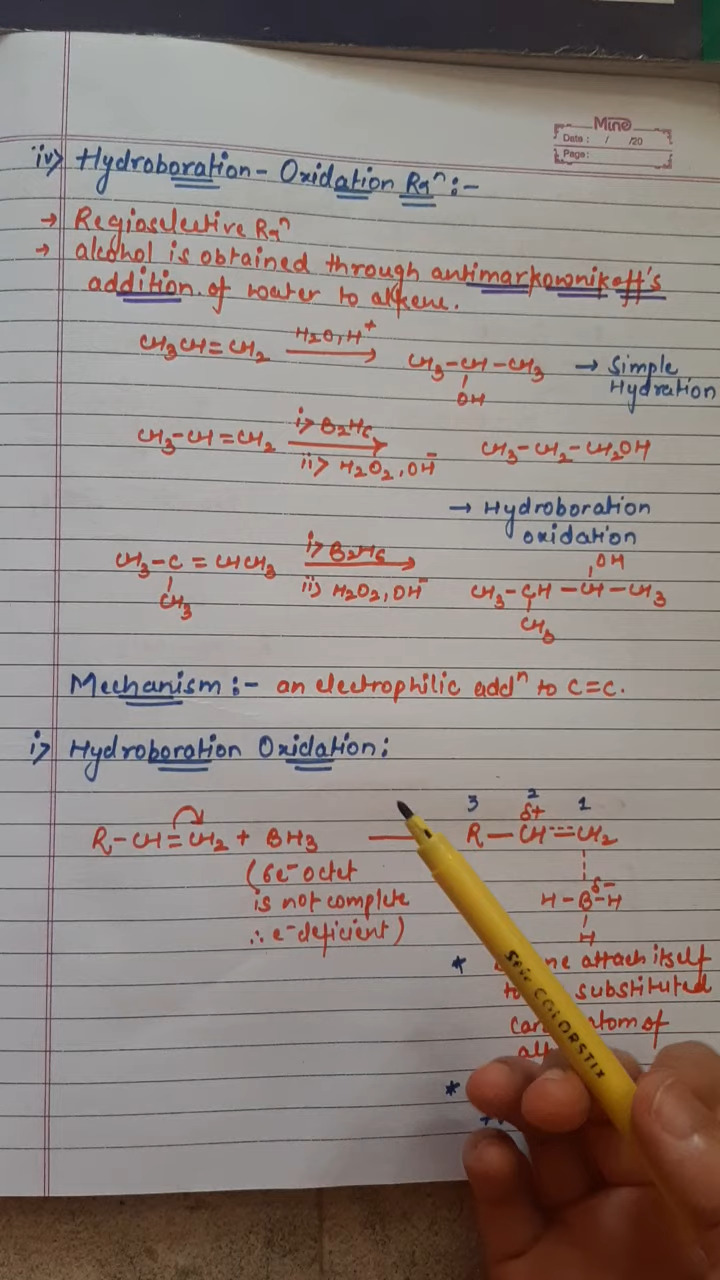 Mine
Date : / /20
Page:
iv> Hydroboration - Oxidation Rxⁿ :-
→ Regioselective Rxⁿ
→ alcohol is obtained through antimarkownikoff's
addition of water to alkene.
CH3CH=CH2 H2O, H⁺ → CH3-CH-CH3 → Simple
OH Hydration
CH3-CH=CH2 i> B2H6 → CH3-CH2-CH2OH
ii> H2O2, OH⁻
→ Hydroboration
oxidation
OH
CH3-C=CHCH3 i> B2H6 → CH3-CH-CH-CH3
CH3 ii> H2O2, OH⁻ CH3
Mechanism :- an electrophilic addⁿ to C=C.
i> Hydroboration Oxidation:
3 2 1
δ+
R-CH=CH2 + BH3 R-CH=CH2
(6e⁻ octet δ-
is not complete H-B-H
∴ e⁻ deficient) H
* attach itself
substituted
atom of
*
Stic COLORSTIX